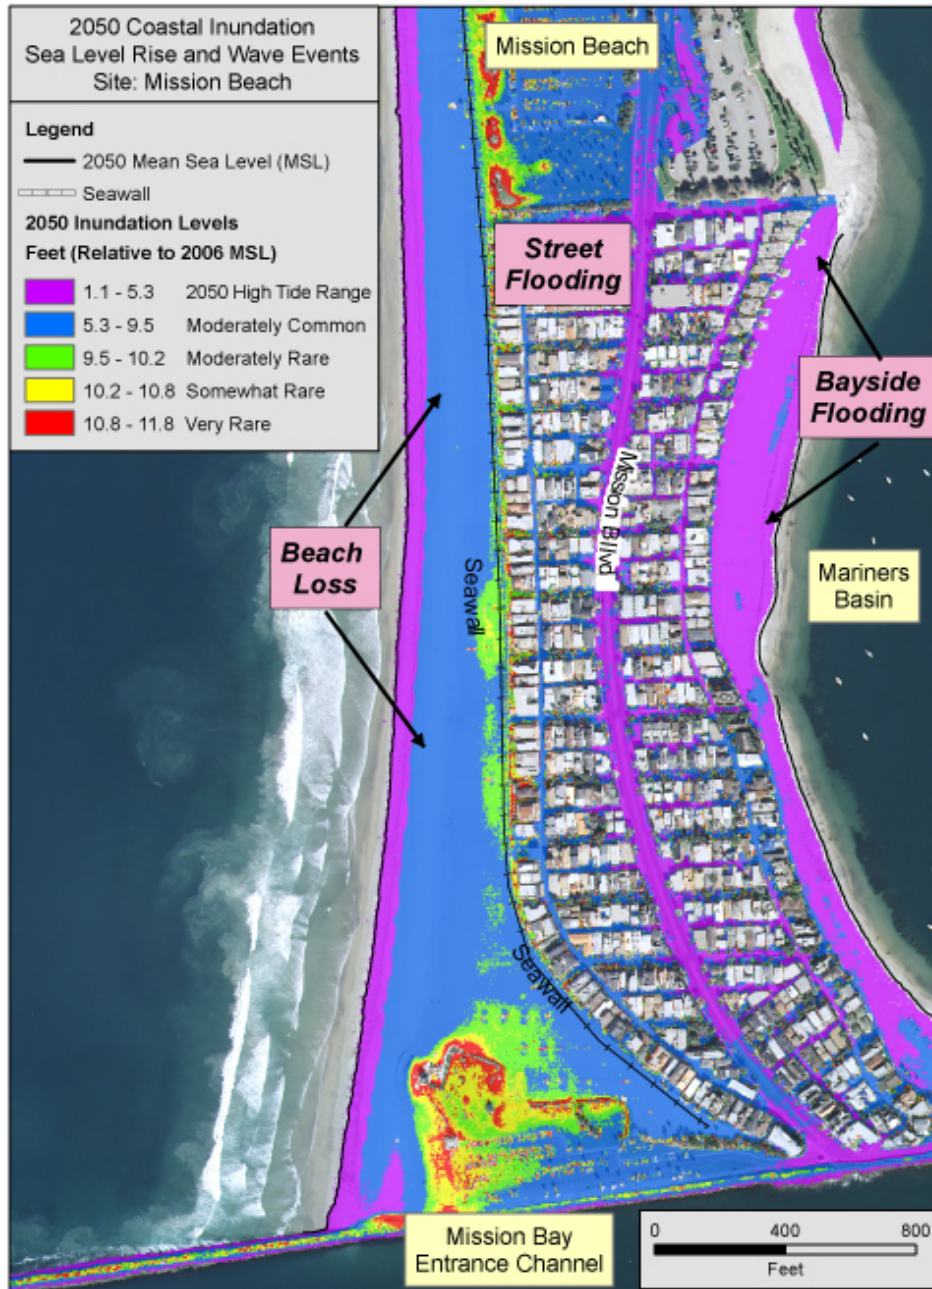 2050 Coastal Inundation
Sea Level Rise and Wave Events
Site: Mission Beach
Legend
2050 Mean Sea Level (MSL)
Seawall
2050 Inundation Levels
Feet (Relative to 2006 MSL)
1.1 - 5.3 2050 High Tide Range
5.3 - 9.5 Moderately Common
9.5 - 10.2 Moderately Rare
10.2 - 10.8 Somewhat Rare
10.8 - 11.8 Very Rare
Mission Beach
Street
Flooding
Bayside
Flooding
Mission Bllvd
Beach
Loss
Seawall
Mariners
Basin
Seawall
Mission Bay
Entrance Channel
0 400 800
Feet